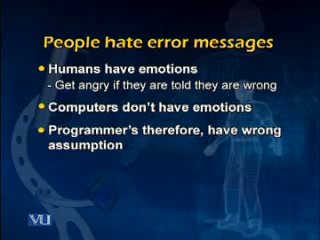 People hate error messages
Humans have emotions
- Get angry if they are told they are wrong
Computers don't have emotions
Programmer's therefore, have wrong
assumption
VU